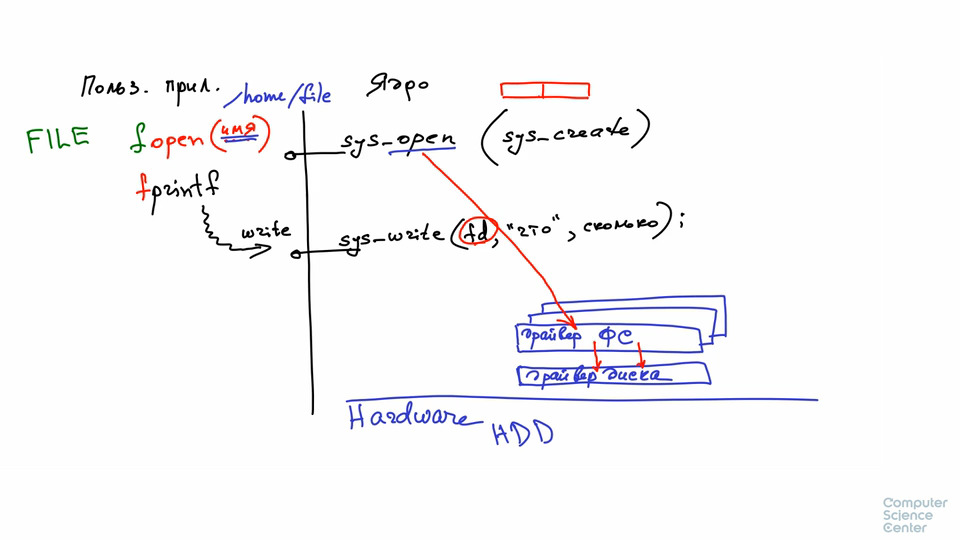 Польз. прил. /home/file Ядро
FILE fopen(имя) sys_open (sys_create)
fprintf
write sys_write(fd, "что", сколько);
драйвер ФС
драйвер диска
Hardware HDD
Computer
Science
Center